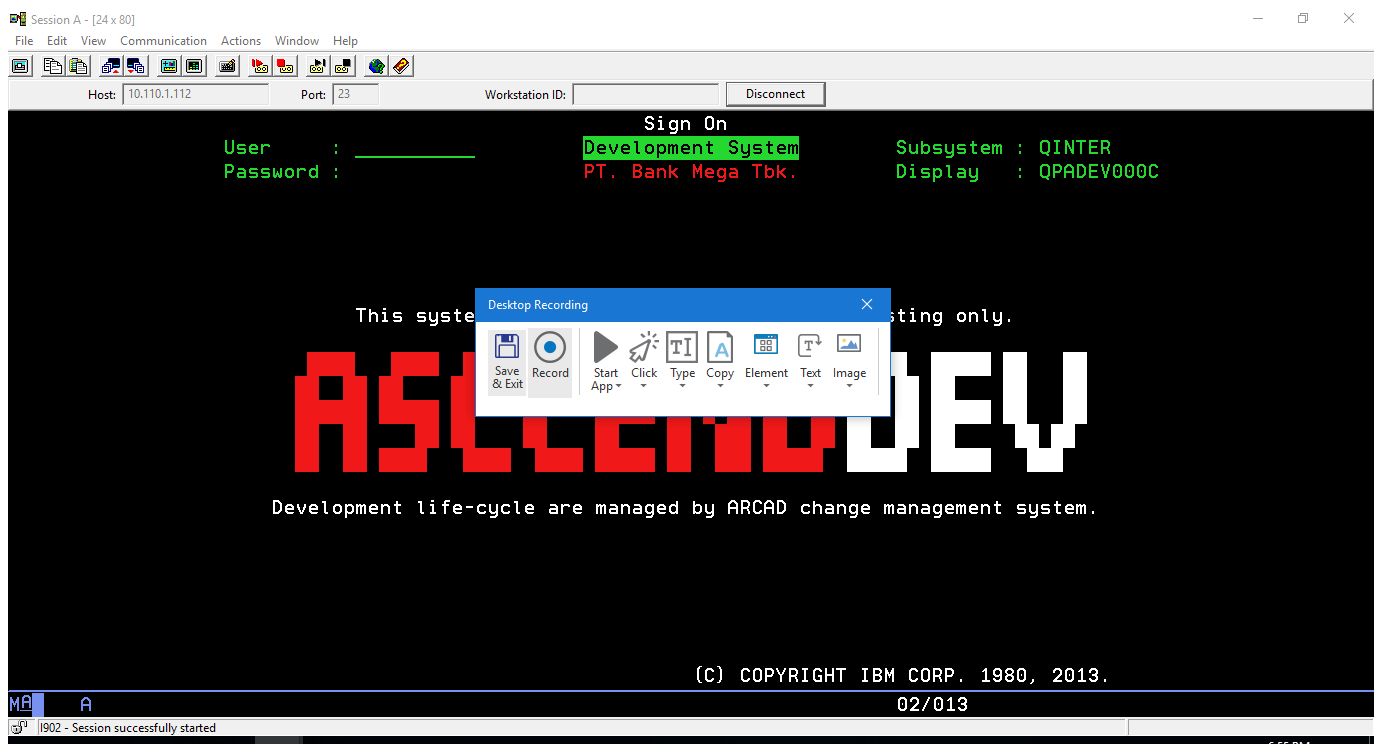 Session A - [24 x 80]
File Edit View Communication Actions Window Help
Host: 10.110.1.112 Port: 23 Workstation ID: Disconnect
Sign On
User : Development System Subsystem : QINTER
Password : PT. Bank Mega Tbk. Display : QPADEV000C
Desktop Recording
This syste sting only.
Save & Exit Record Start App Click Type Copy Element Text Image
DEV
Development life-cycle are managed by ARCAD change management system.
(C) COPYRIGHT IBM CORP. 1980, 2013.
MA A 02/013
I902 - Session successfully started